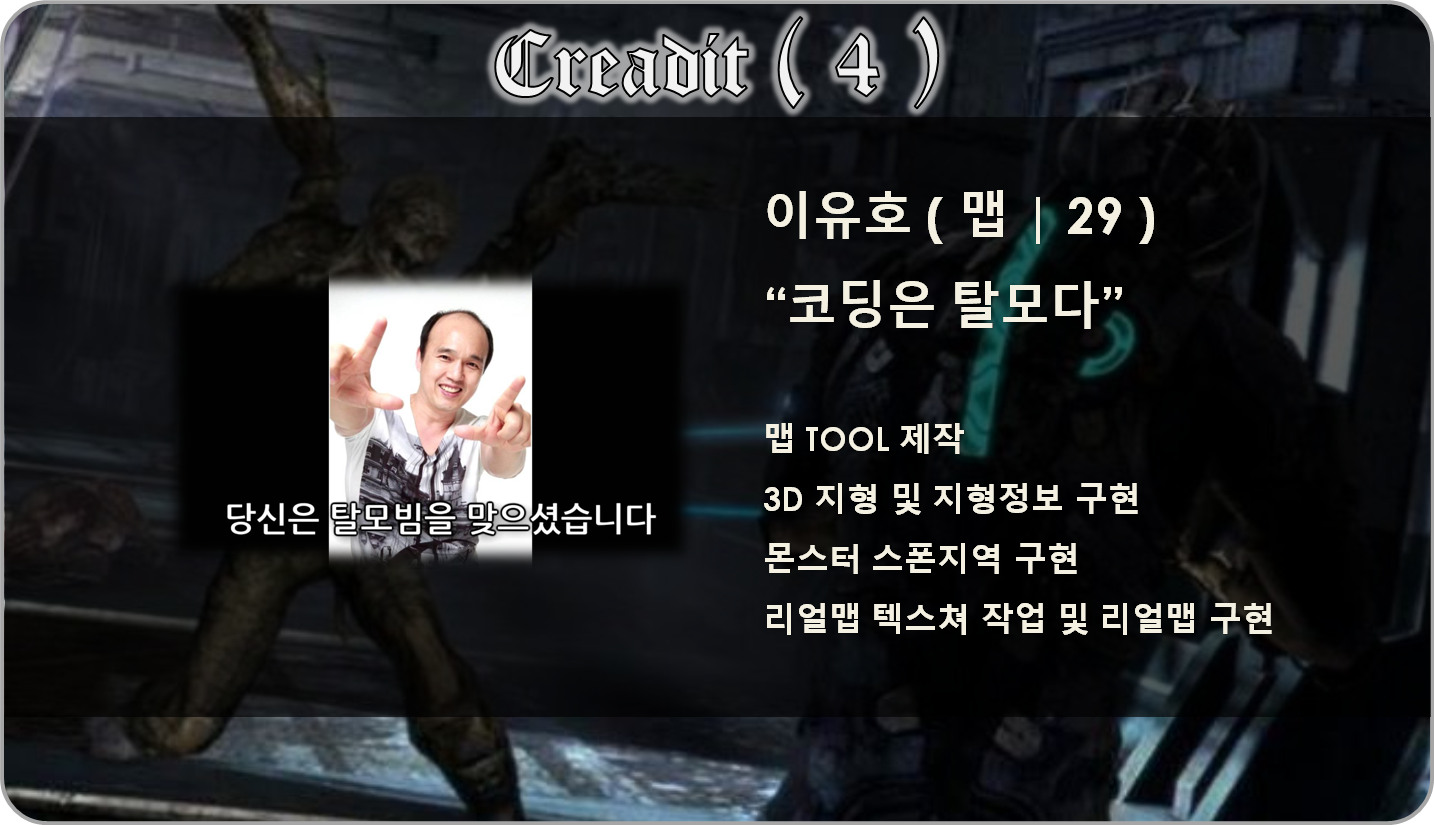 Creadit ( 4 )
이유호 ( 맵 | 29 )
“코딩은 탈모다”
당신은 탈모빔을 맞으셨습니다
맵 TOOL 제작
3D 지형 및 지형정보 구현
몬스터 스폰지역 구현
리얼맵 텍스쳐 작업 및 리얼맵 구현